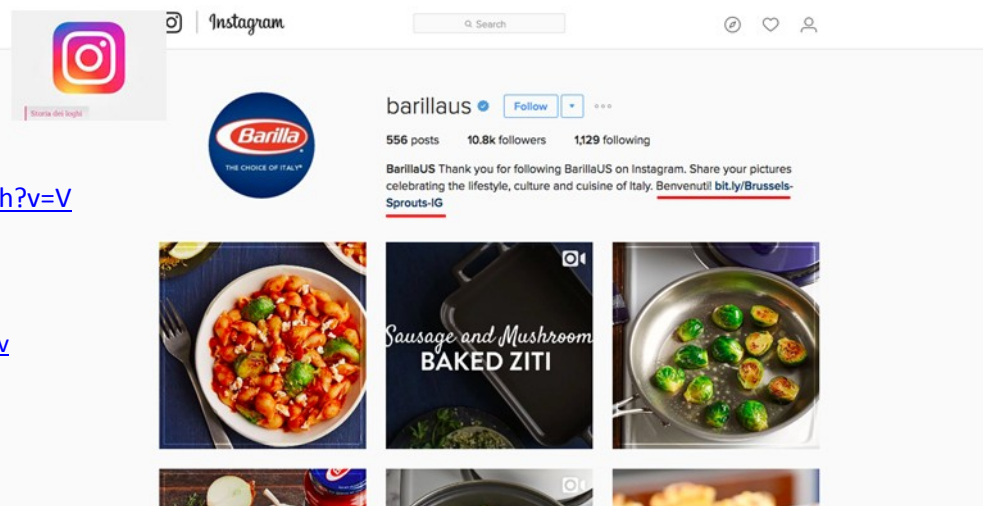 Instagram
Search
Storia dei loghi
barillaus
Follow
556 posts 10.8k followers 1,129 following
Barilla
THE CHOICE OF ITALY®
BarillaUS Thank you for following BarillaUS on Instagram. Share your pictures
celebrating the lifestyle, culture and cuisine of Italy. Benvenuti! bit.ly/Brussels-
Sprouts-IG
h?v=V
v
Sausage and Mushroom
BAKED ZITI